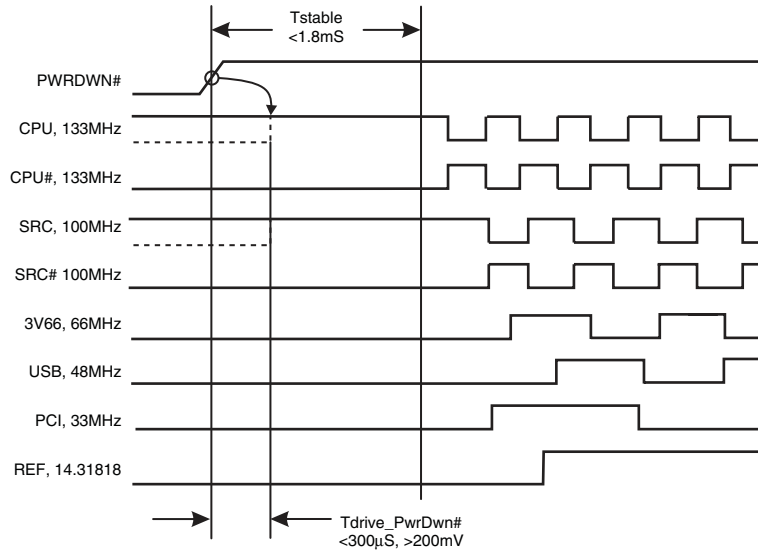 Tstable
<1.8mS
PWRDWN#
CPU, 133MHz
CPU#, 133MHz
SRC, 100MHz
SRC# 100MHz
3V66, 66MHz
USB, 48MHz
PCI, 33MHz
REF, 14.31818
Tdrive_PwrDwn#
<300µS, >200mV